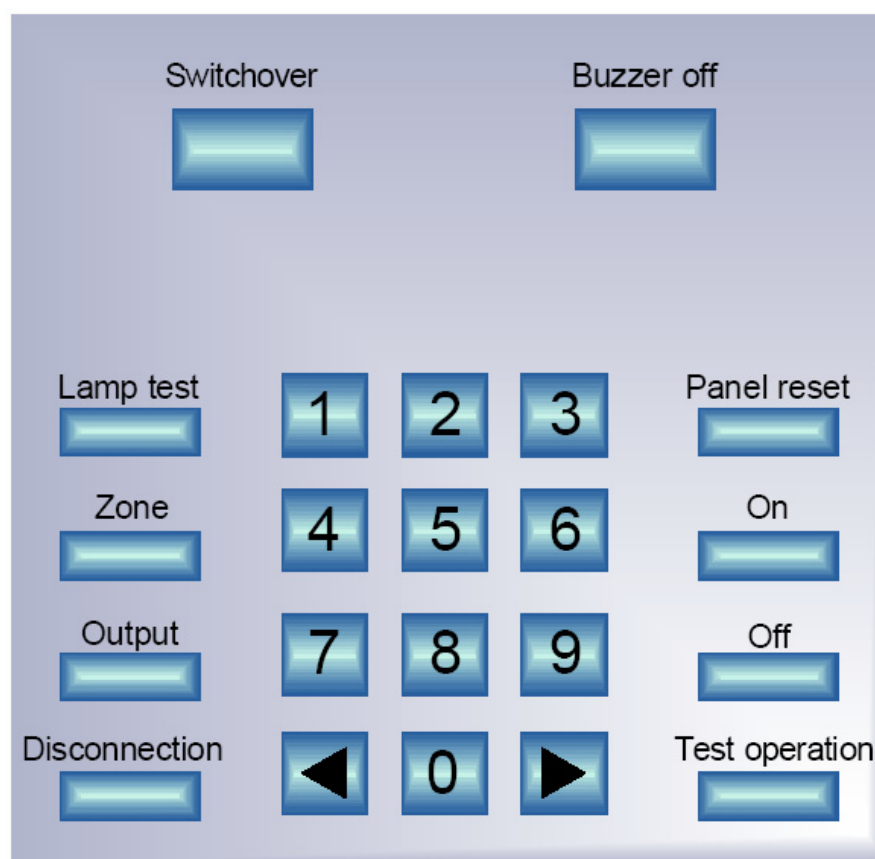 Switchover Buzzer off
Lamp test 1 2 3 Panel reset
Zone 4 5 6 On
Output 7 8 9 Off
Disconnection 0 Test operation